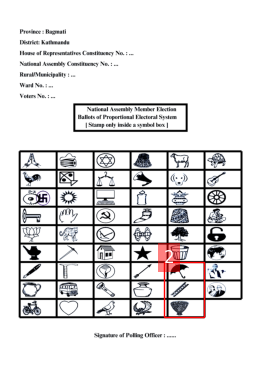 Province : Bagmati
District: Kathmandu
House of Representatives Constituency No. : ...
National Assembly Constituency No. : ...
Rural/Municipality : ...
Ward No. : ...
Voters No. : ...
National Assembly Member Election
Ballots of Proportional Electoral System
[ Stamp only inside a symbol box ]
2
Signature of Polling Officer : ......